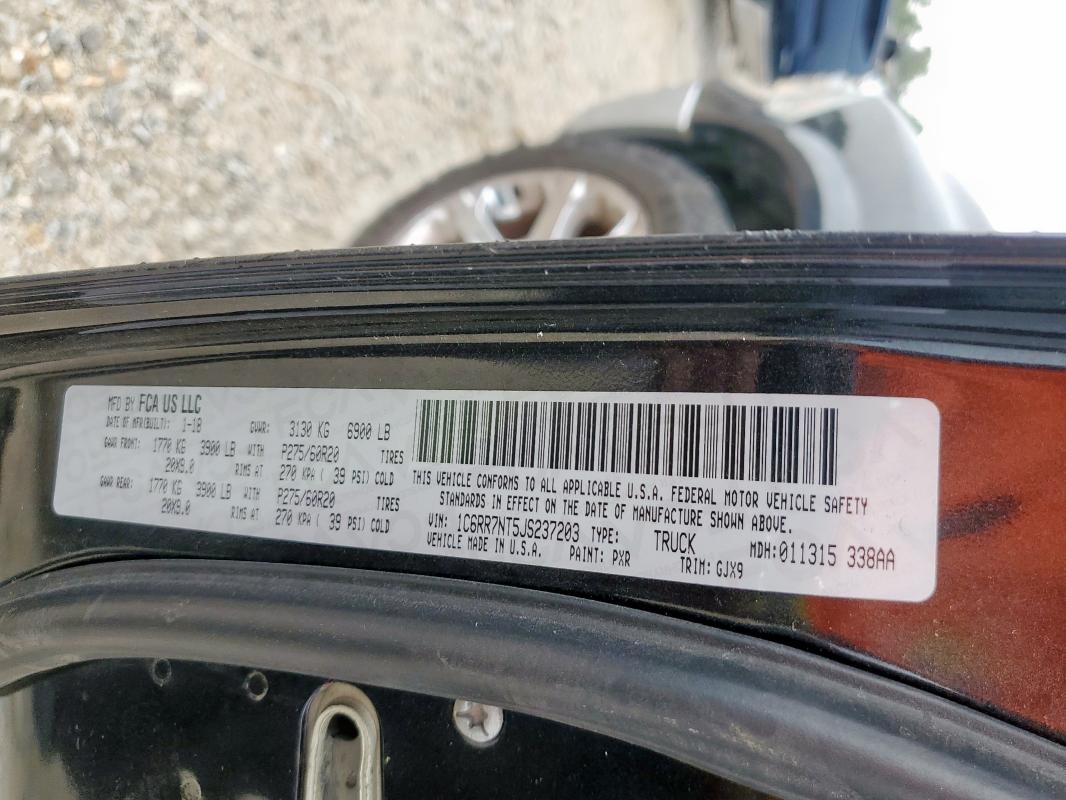 MFD BY FCA US LLC
DATE OF MFR(BUILT): 1-18 GVWR: 3130 KG 6900 LB
GAWR FRONT: 1770 KG 3900 LB WITH P275/60R20 TIRES
20X9.0 RIMS AT 270 KPA ( 39 PSI) COLD
GAWR REAR: 1770 KG 3900 LB WITH P275/60R20 TIRES
20X9.0 RIMS AT 270 KPA ( 39 PSI) COLD
THIS VEHICLE CONFORMS TO ALL APPLICABLE U.S.A. FEDERAL MOTOR VEHICLE SAFETY
STANDARDS IN EFFECT ON THE DATE OF MANUFACTURE SHOWN ABOVE.
VIN: 1C6RR7NT5JS237203 TYPE: TRUCK MDH:011315 338AA
VEHICLE MADE IN U.S.A. PAINT: PXR TRIM: GJX9